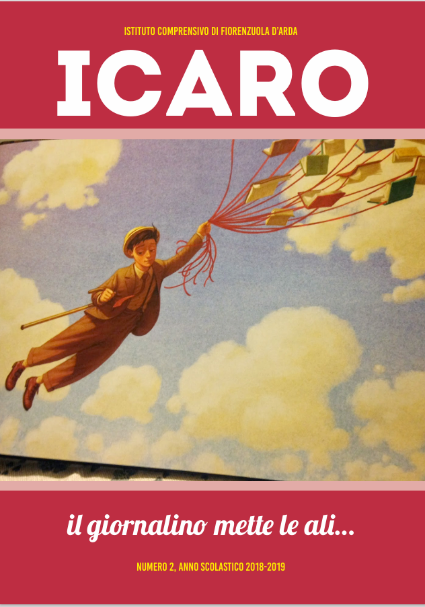 ISTITUTO COMPRENSIVO DI FIORENZUOLA D'ARDA
ICARO
il giornalino mette le ali...
NUMERO 2, ANNO SCOLASTICO 2018-2019